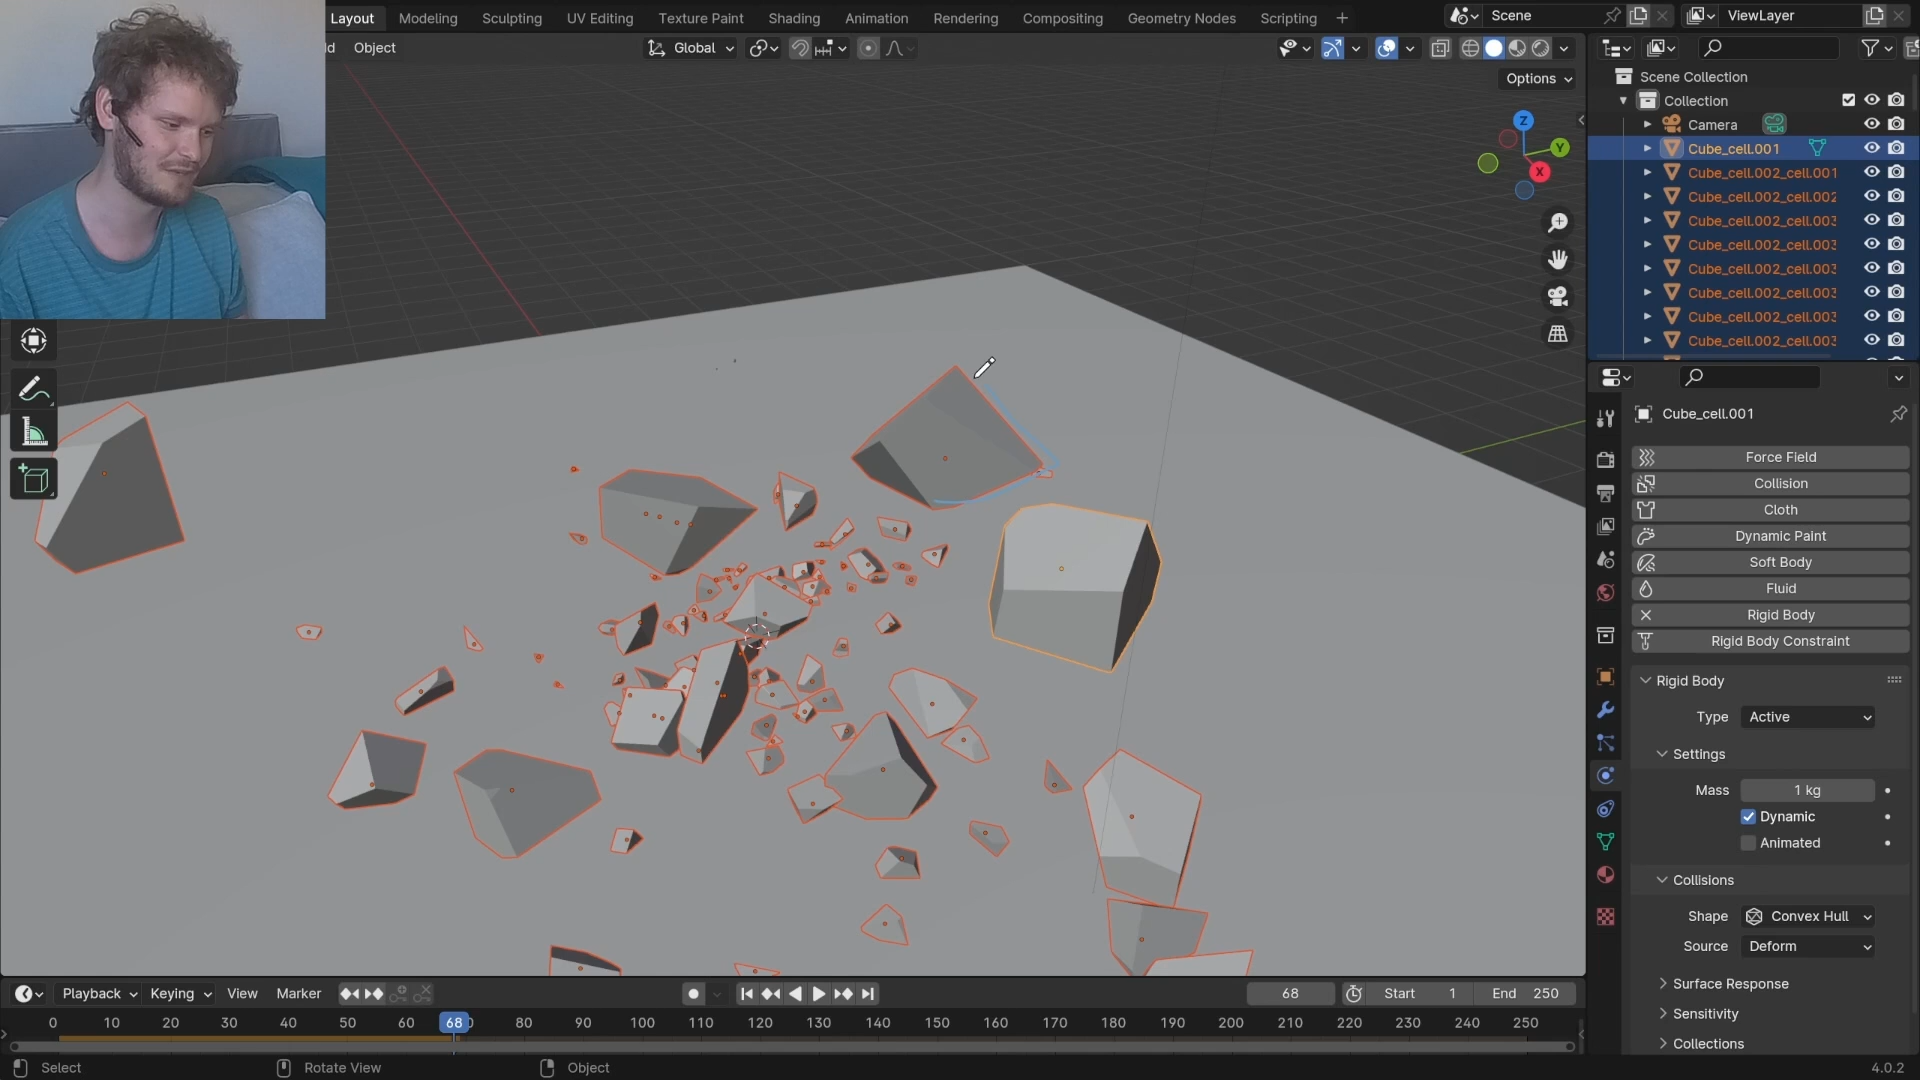 Layout Modeling Sculpting UV Editing Texture Paint Shading Animation Rendering Compositing Geometry Nodes Scripting +
Scene
ViewLayer
d Object
Global
Options
Z
Y
X
Scene Collection
Collection
Camera
Cube_cell.001
Cube_cell.002_cell.001
Cube_cell.002_cell.002
Cube_cell.002_cell.003
Cube_cell.002_cell.003
Cube_cell.002_cell.003
Cube_cell.002_cell.003
Cube_cell.002_cell.003
Cube_cell.002_cell.003
Cube_cell.001
Force Field
Collision
Cloth
Dynamic Paint
Soft Body
Fluid
Rigid Body
Rigid Body Constraint
Rigid Body
Type Active
Settings
Mass 1 kg
Dynamic
Animated
Collisions
Shape Convex Hull
Source Deform
Surface Response
Sensitivity
Collections
Playback Keying View Marker
68
Start 1
End 250
0 10 20 30 40 50 60 68 80 90 100 110 120 130 140 150 160 170 180 190 200 210 220 230 240 250
Select
Rotate View
Object
4.0.2